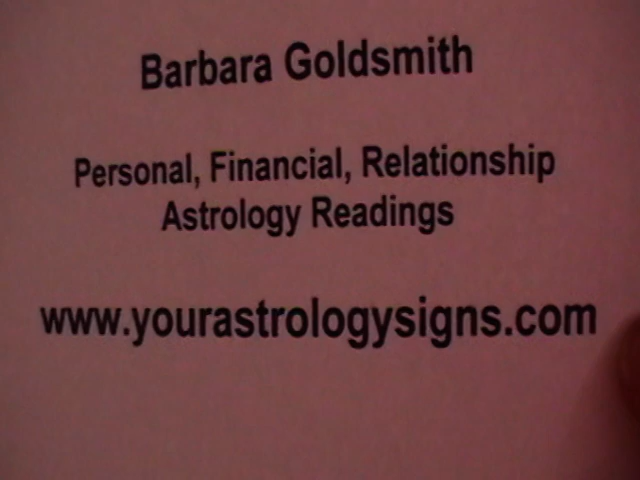 Barbara Goldsmith
Personal, Financial, Relationship
Astrology Readings
www.yourastrologysigns.com